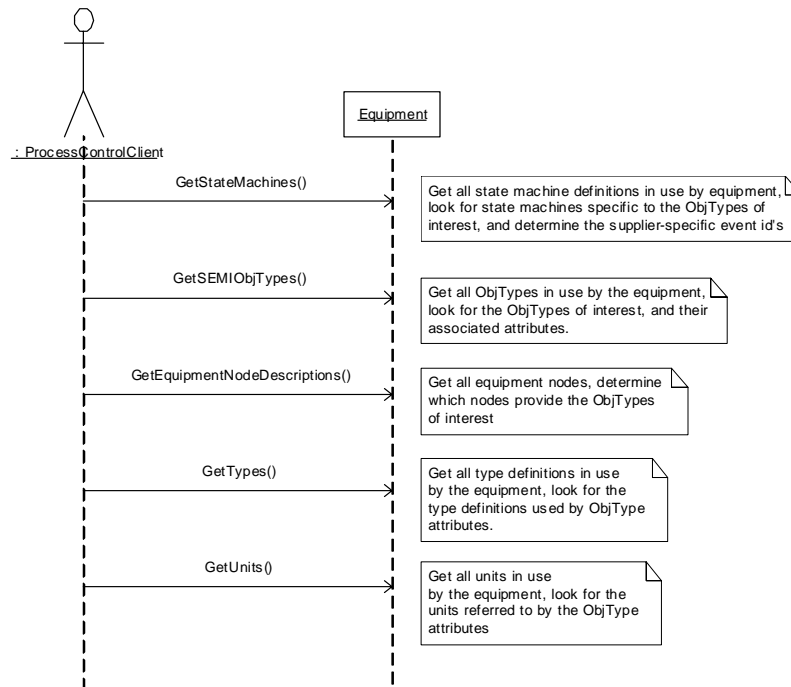 Equipment
: ProcessControlClient
GetStateMachines()
Get all state machine definitions in use by equipment,
look for state machines specific to the ObjTypes of
interest, and determine the supplier-specific event id's
GetSEMIObjTypes()
Get all ObjTypes in use by the equipment,
look for the ObjTypes of interest, and their
associated attributes.
GetEquipmentNodeDescriptions()
Get all equipment nodes, determine
which nodes provide the ObjTypes
of interest
GetTypes()
Get all type definitions in use
by the equipment, look for the
type definitions used by ObjType
attributes.
GetUnits()
Get all units in use
by the equipment, look for the
units referred to by the ObjType
attributes